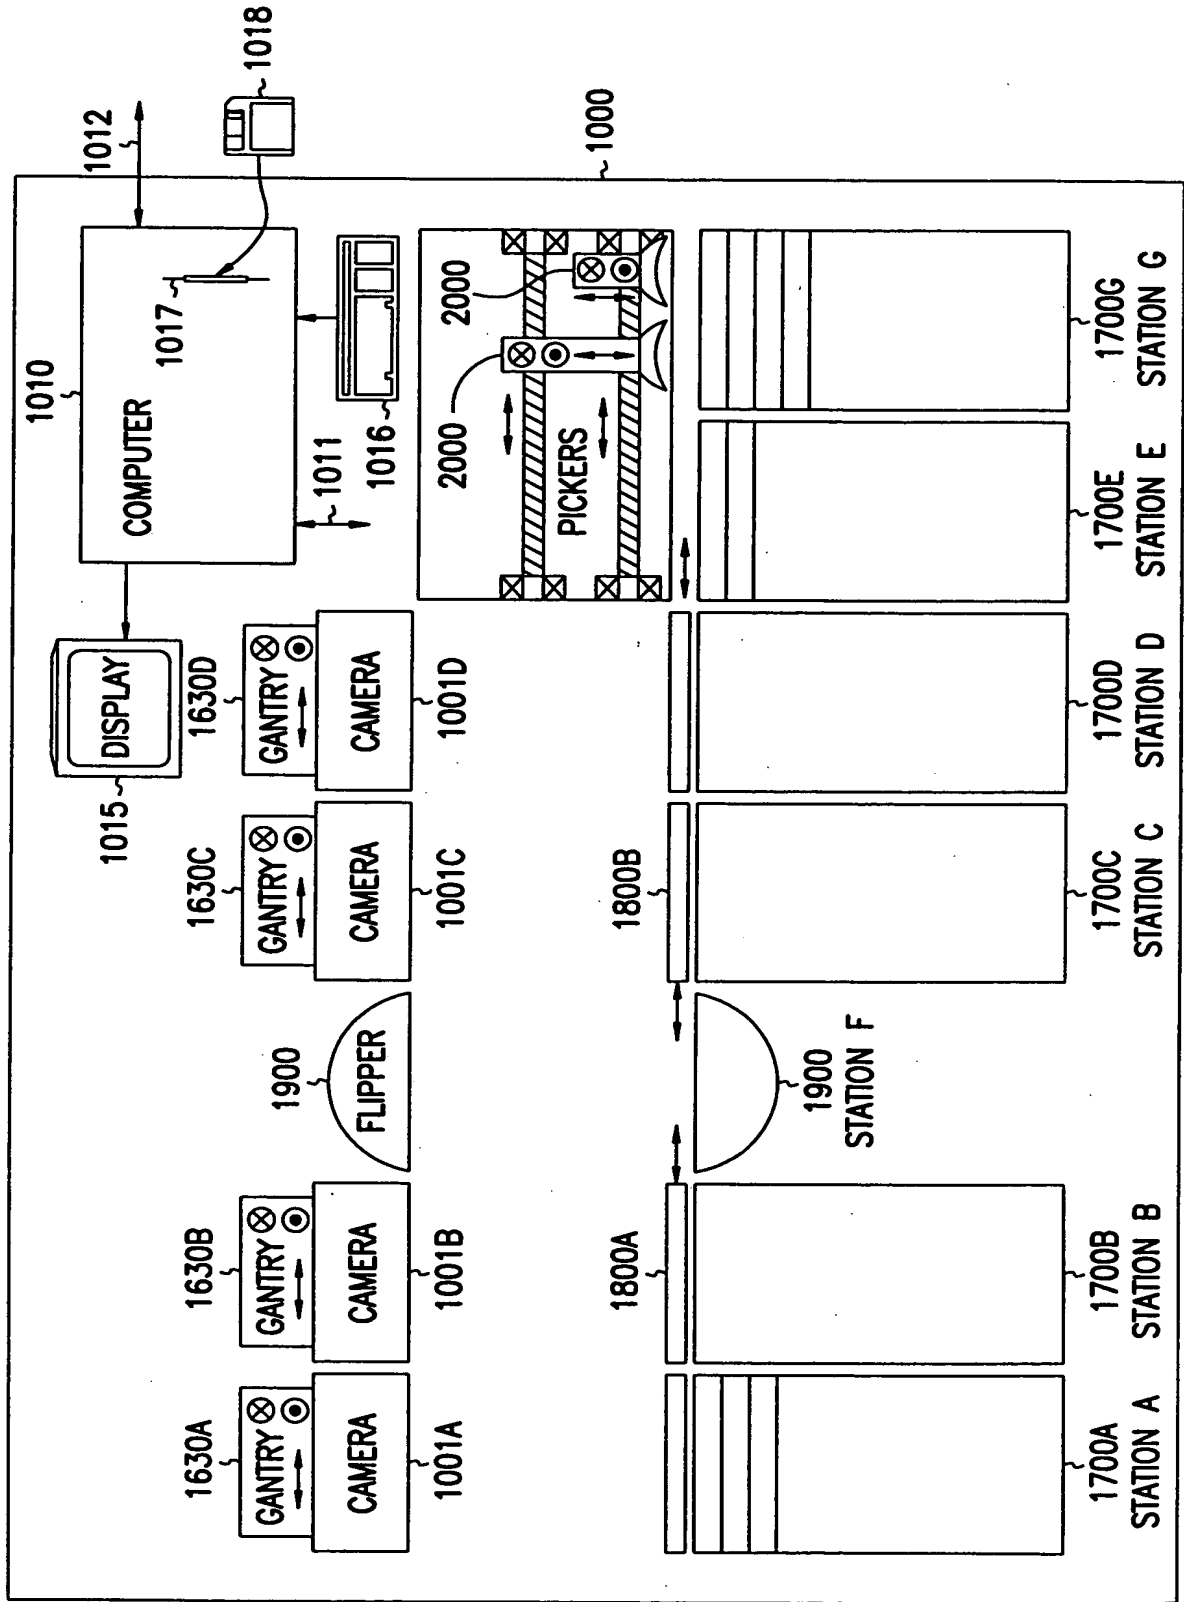 1010
1012
1018
COMPUTER
1017
DISPLAY
1015
1011
1016
1000
1630A
1630B
1900
1630C
1630D
GANTRY
GANTRY
FLIPPER
GANTRY
GANTRY
CAMERA
CAMERA
CAMERA
CAMERA
1001A
1001B
1001C
1001D
2000
2000
PICKERS
1800A
1800B
1900
STATION F
1700A
STATION A
1700B
STATION B
1700C
STATION C
1700D
STATION D
1700E
STATION E
1700G
STATION G